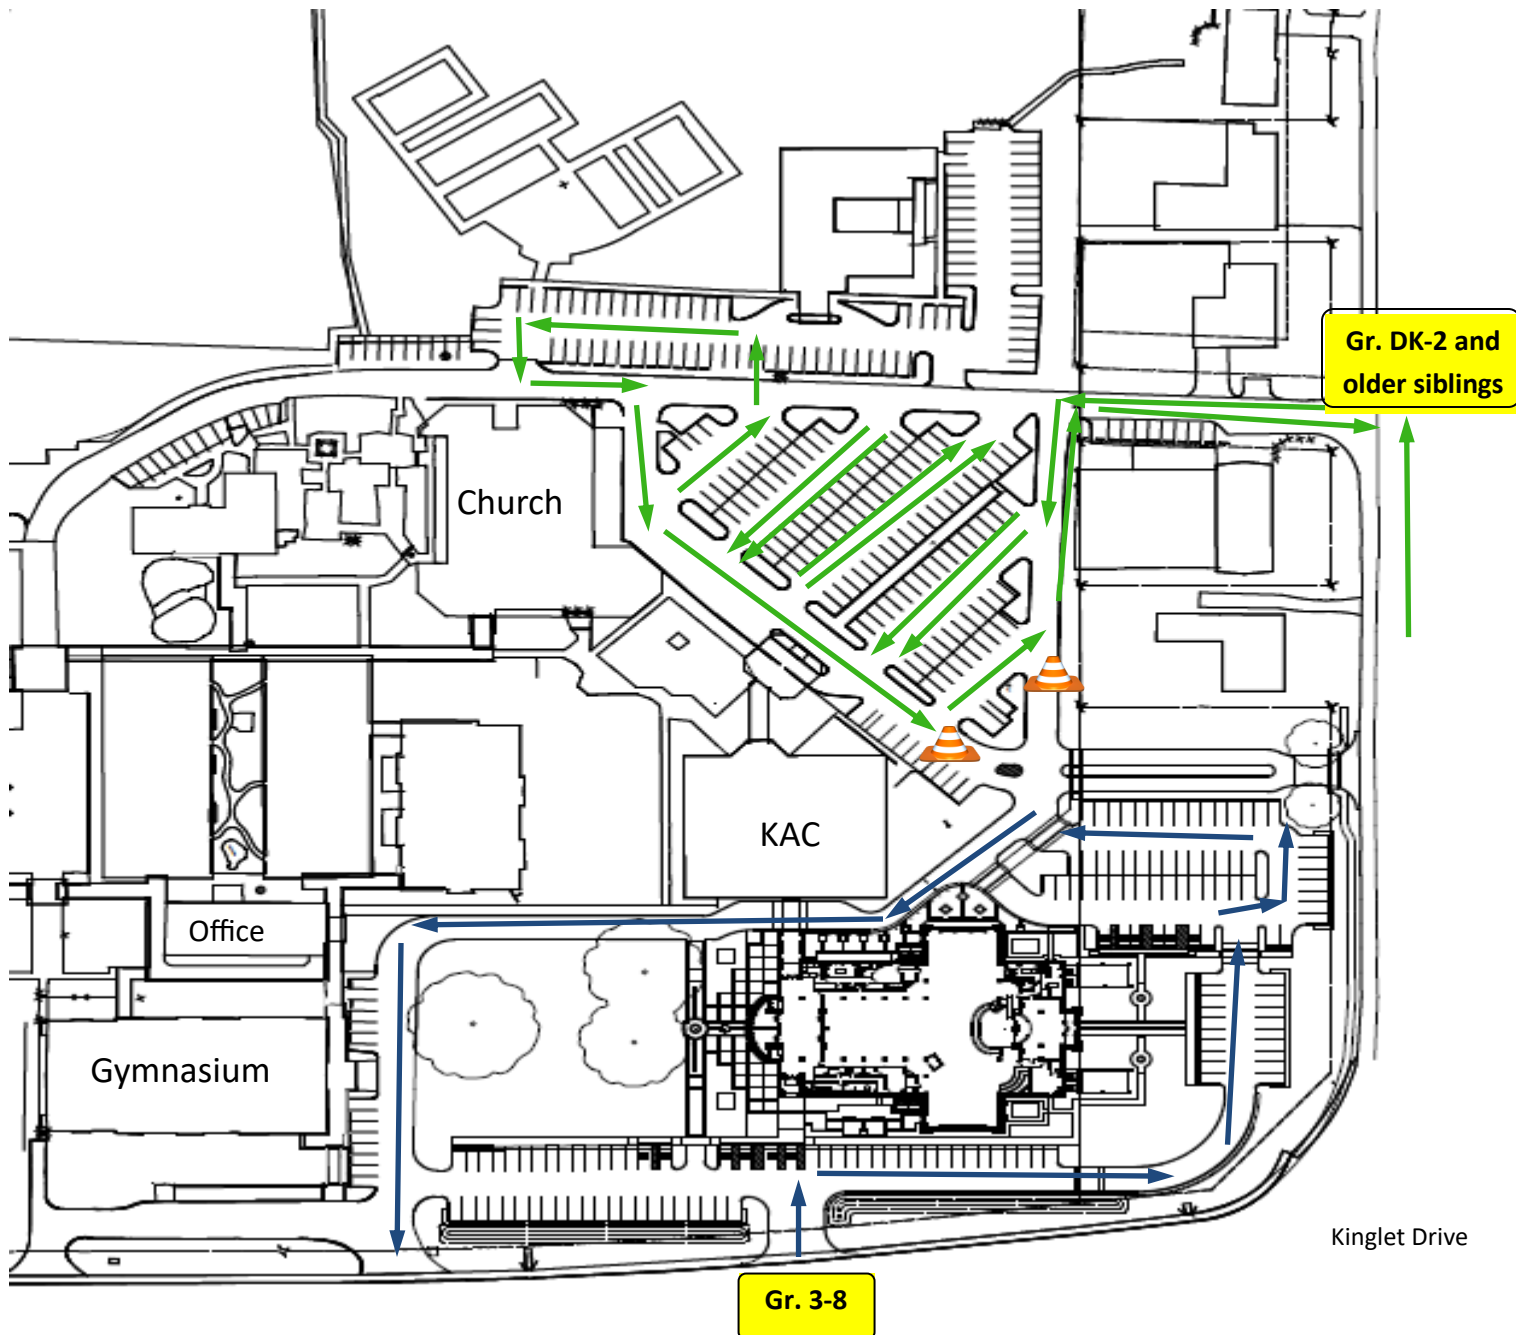 Gr. DK-2 and
older siblings
Church
KAC
Office
Gymnasium
Kinglet Drive
Gr. 3-8